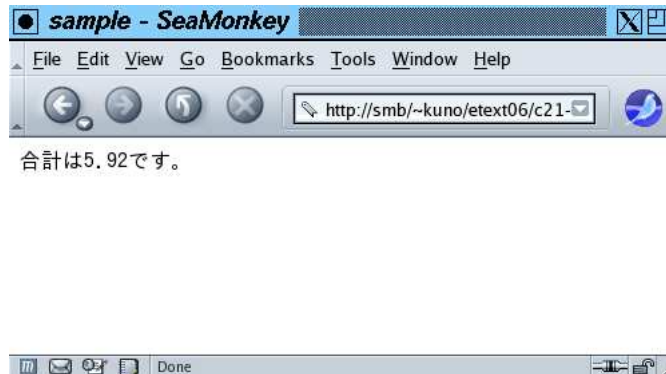 sample - SeaMonkey
File Edit View Go Bookmarks Tools Window Help
http://smb/~kuno/etext06/c21-
合計は5.92です。
Done